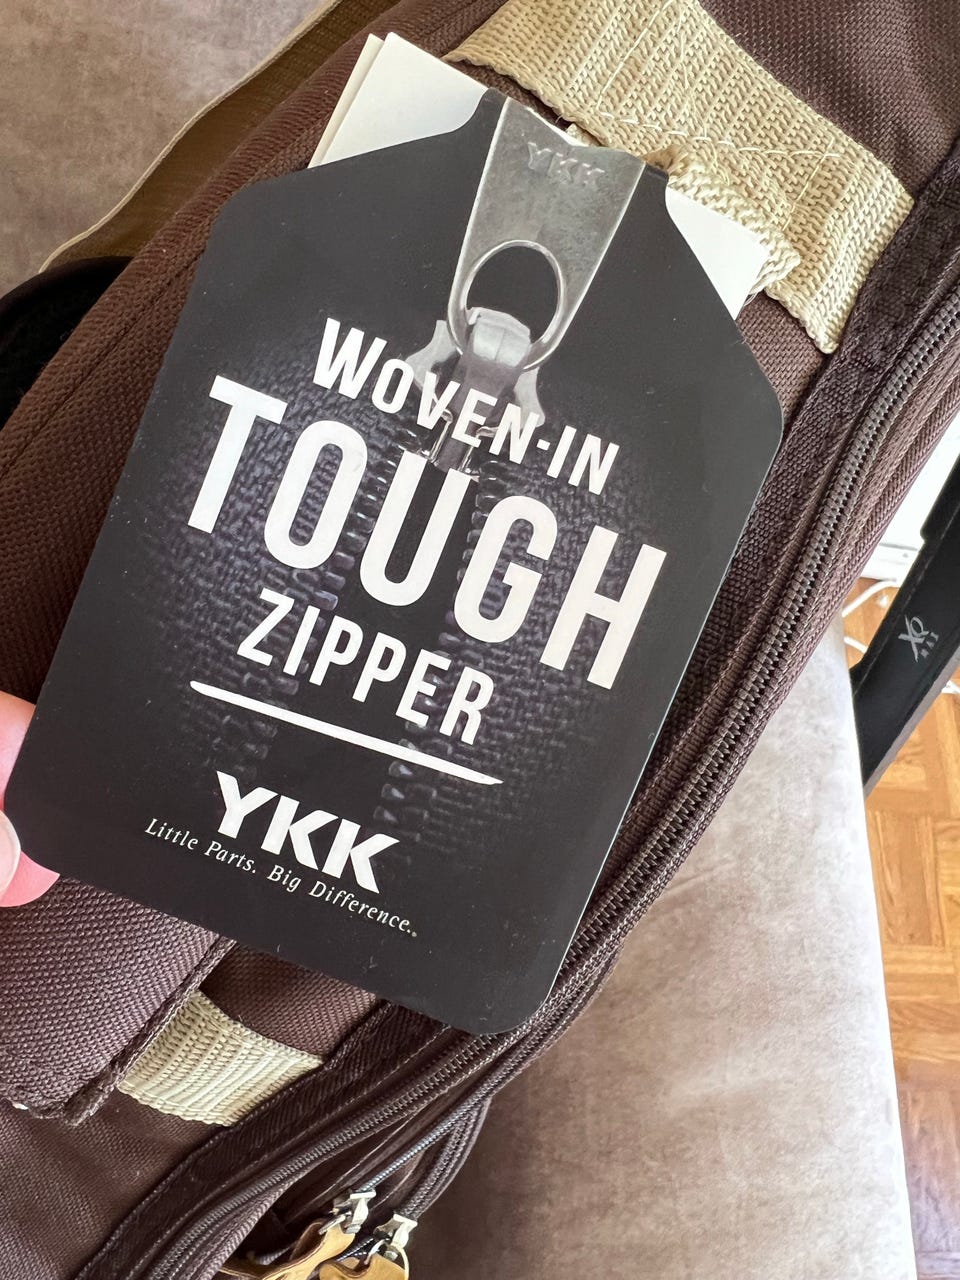 YKK
WOVEN-IN
TOUGH
ZIPPER
YKK
Little Parts. Big Difference.®